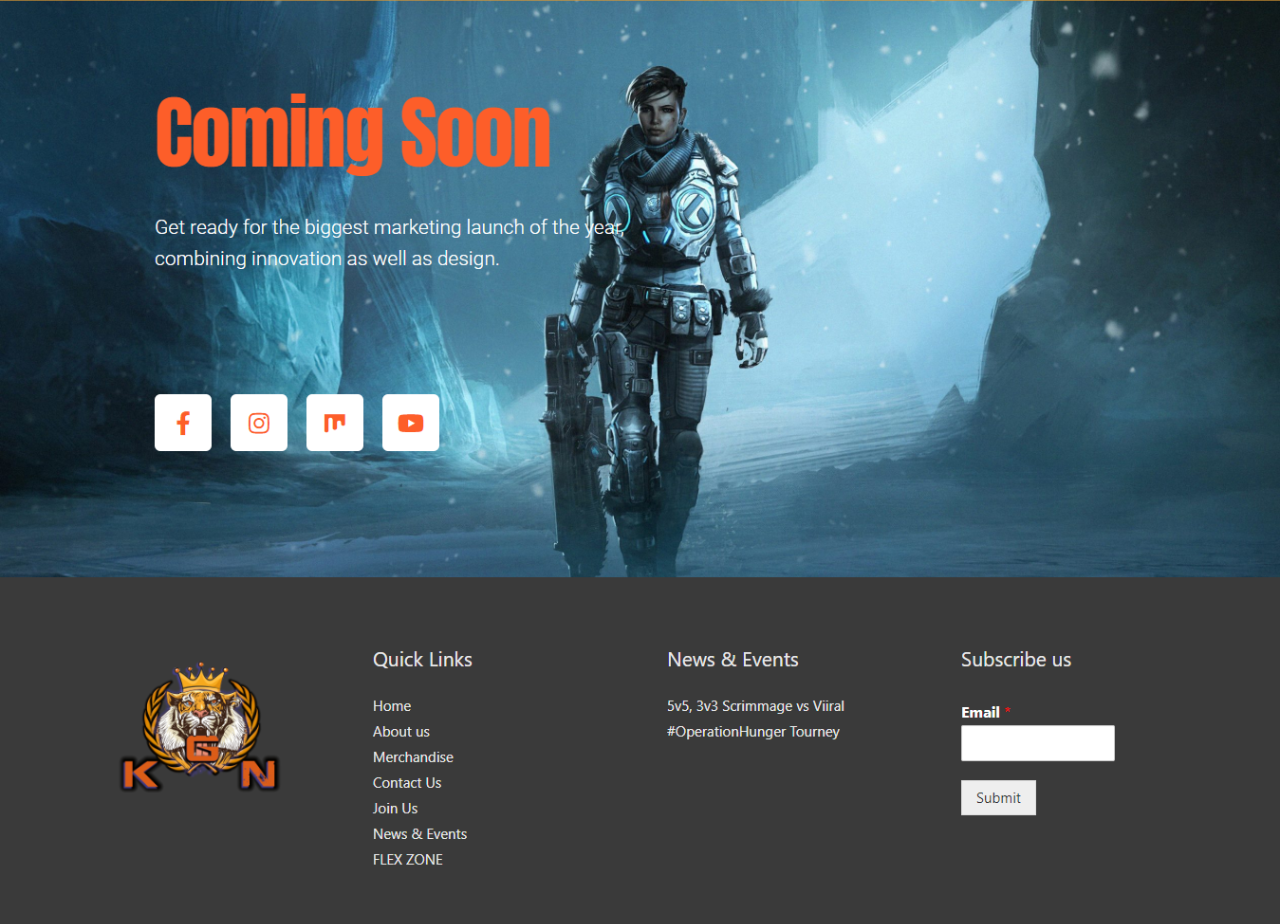 Coming Soon
Get ready for the biggest marketing launch of the year,
combining innovation as well as design.
KGN
Quick Links
Home
About us
Merchandise
Contact Us
Join Us
News & Events
FLEX ZONE
News & Events
5v5, 3v3 Scrimmage vs Viiral
#OperationHunger Tourney
Subscribe us
Email *
Submit